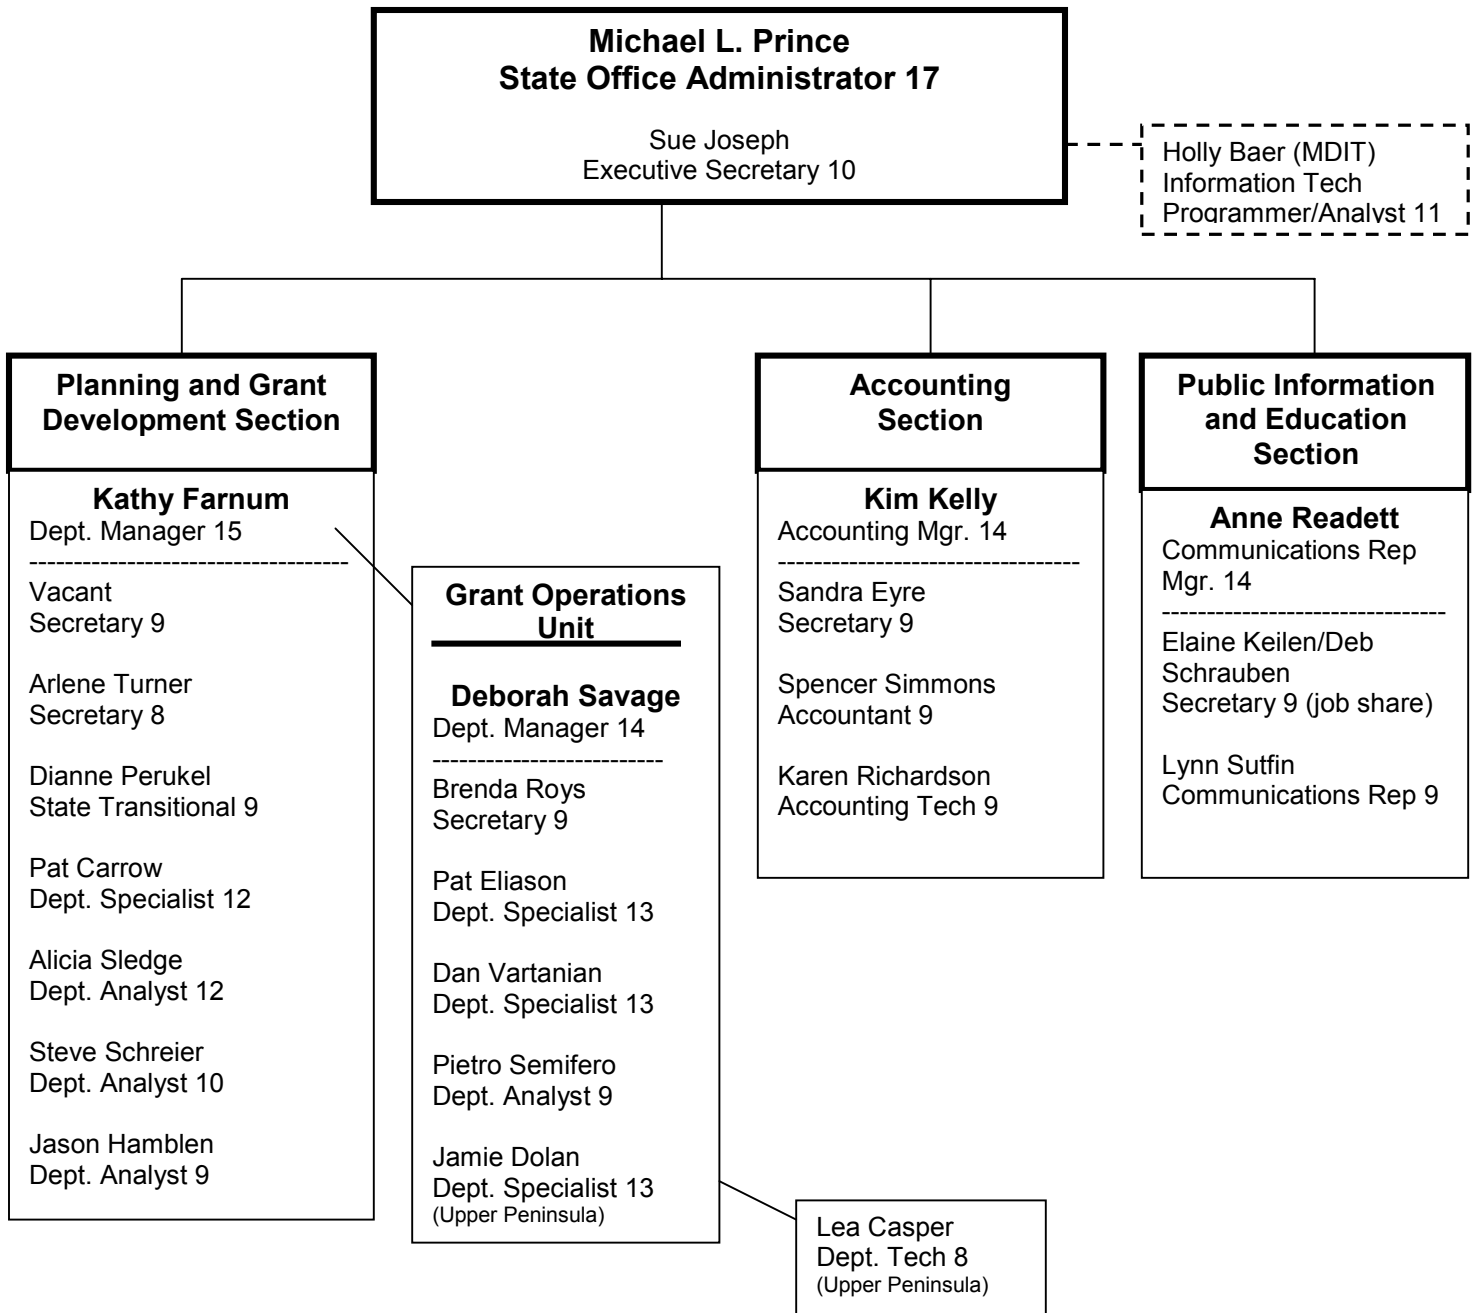 Michael L. Prince
State Office Administrator 17
Sue Joseph
Executive Secretary 10
Holly Baer (MDIT)
Information Tech
Programmer/Analyst 11
Planning and Grant
Development Section
Kathy Farnum
Dept. Manager 15
------------------------------------
Vacant
Secretary 9
Arlene Turner
Secretary 8
Dianne Perukel
State Transitional 9
Pat Carrow
Dept. Specialist 12
Alicia Sledge
Dept. Analyst 12
Steve Schreier
Dept. Analyst 10
Jason Hamblen
Dept. Analyst 9
Grant Operations
Unit
Deborah Savage
Dept. Manager 14
--------------------------
Brenda Roys
Secretary 9
Pat Eliason
Dept. Specialist 13
Dan Vartanian
Dept. Specialist 13
Pietro Semifero
Dept. Analyst 9
Jamie Dolan
Dept. Specialist 13
(Upper Peninsula)
Lea Casper
Dept. Tech 8
(Upper Peninsula)
Accounting
Section
Kim Kelly
Accounting Mgr. 14
----------------------------------
Sandra Eyre
Secretary 9
Spencer Simmons
Accountant 9
Karen Richardson
Accounting Tech 9
Public Information
and Education
Section
Anne Readett
Communications Rep
Mgr. 14
--------------------------------
Elaine Keilen/Deb
Schrauben
Secretary 9 (job share)
Lynn Sutfin
Communications Rep 9